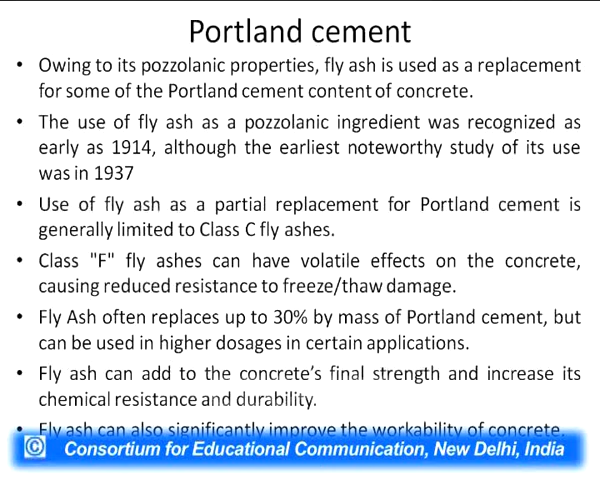 Portland cement
• Owing to its pozzolanic properties, fly ash is used as a replacement
for some of the Portland cement content of concrete.
• The use of fly ash as a pozzolanic ingredient was recognized as
early as 1914, although the earliest noteworthy study of its use
was in 1937
• Use of fly ash as a partial replacement for Portland cement is
generally limited to Class C fly ashes.
• Class "F" fly ashes can have volatile effects on the concrete,
causing reduced resistance to freeze/thaw damage.
• Fly Ash often replaces up to 30% by mass of Portland cement, but
can be used in higher dosages in certain applications.
• Fly ash can add to the concrete’s final strength and increase its
chemical resistance and durability.
• Fly ash can also significantly improve the workability of concrete.
© Consortium for Educational Communication, New Delhi, India